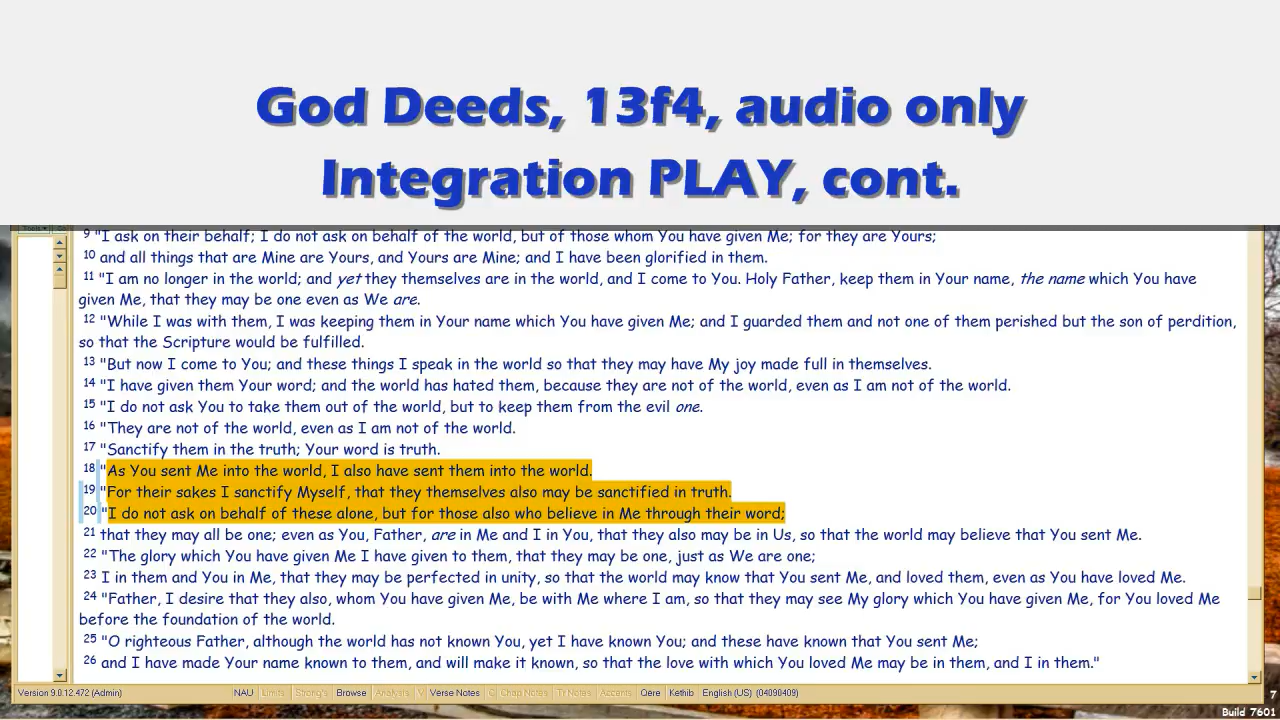 God Deeds, 13f4, audio only
Integration PLAY, cont.
9 "I ask on their behalf; I do not ask on behalf of the world, but of those whom You have given Me; for they are Yours;
10 and all things that are Mine are Yours, and Yours are Mine; and I have been glorified in them.
11 "I am no longer in the world; and yet they themselves are in the world, and I come to You. Holy Father, keep them in Your name, the name which You have
given Me, that they may be one even as We are.
12 "While I was with them, I was keeping them in Your name which You have given Me; and I guarded them and not one of them perished but the son of perdition,
so that the Scripture would be fulfilled.
13 "But now I come to You; and these things I speak in the world so that they may have My joy made full in themselves.
14 "I have given them Your word; and the world has hated them, because they are not of the world, even as I am not of the world.
15 "I do not ask You to take them out of the world, but to keep them from the evil one.
16 "They are not of the world, even as I am not of the world.
17 "Sanctify them in the truth; Your word is truth.
18 "As You sent Me into the world, I also have sent them into the world.
19 "For their sakes I sanctify Myself, that they themselves also may be sanctified in truth.
20 "I do not ask on behalf of these alone, but for those also who believe in Me through their word;
21 that they may all be one; even as You, Father, are in Me and I in You, that they also may be in Us, so that the world may believe that You sent Me.
22 "The glory which You have given Me I have given to them, that they may be one, just as We are one;
23 I in them and You in Me, that they may be perfected in unity, so that the world may know that You sent Me, and loved them, even as You have loved Me.
24 "Father, I desire that they also, whom You have given Me, be with Me where I am, so that they may see My glory which You have given Me, for You loved Me
before the foundation of the world.
25 "O righteous Father, although the world has not known You, yet I have known You; and these have known that You sent Me;
26 and I have made Your name known to them, and will make it known, so that the love with which You loved Me may be in them, and I in them."
Version 9.0.12.472 (Admin) NAU Limits Strong's Browse Analysis V Verse Notes C Chap Notes Tr Notes Accents Qere Kethib English (US) (04090409)
7
Build 7601